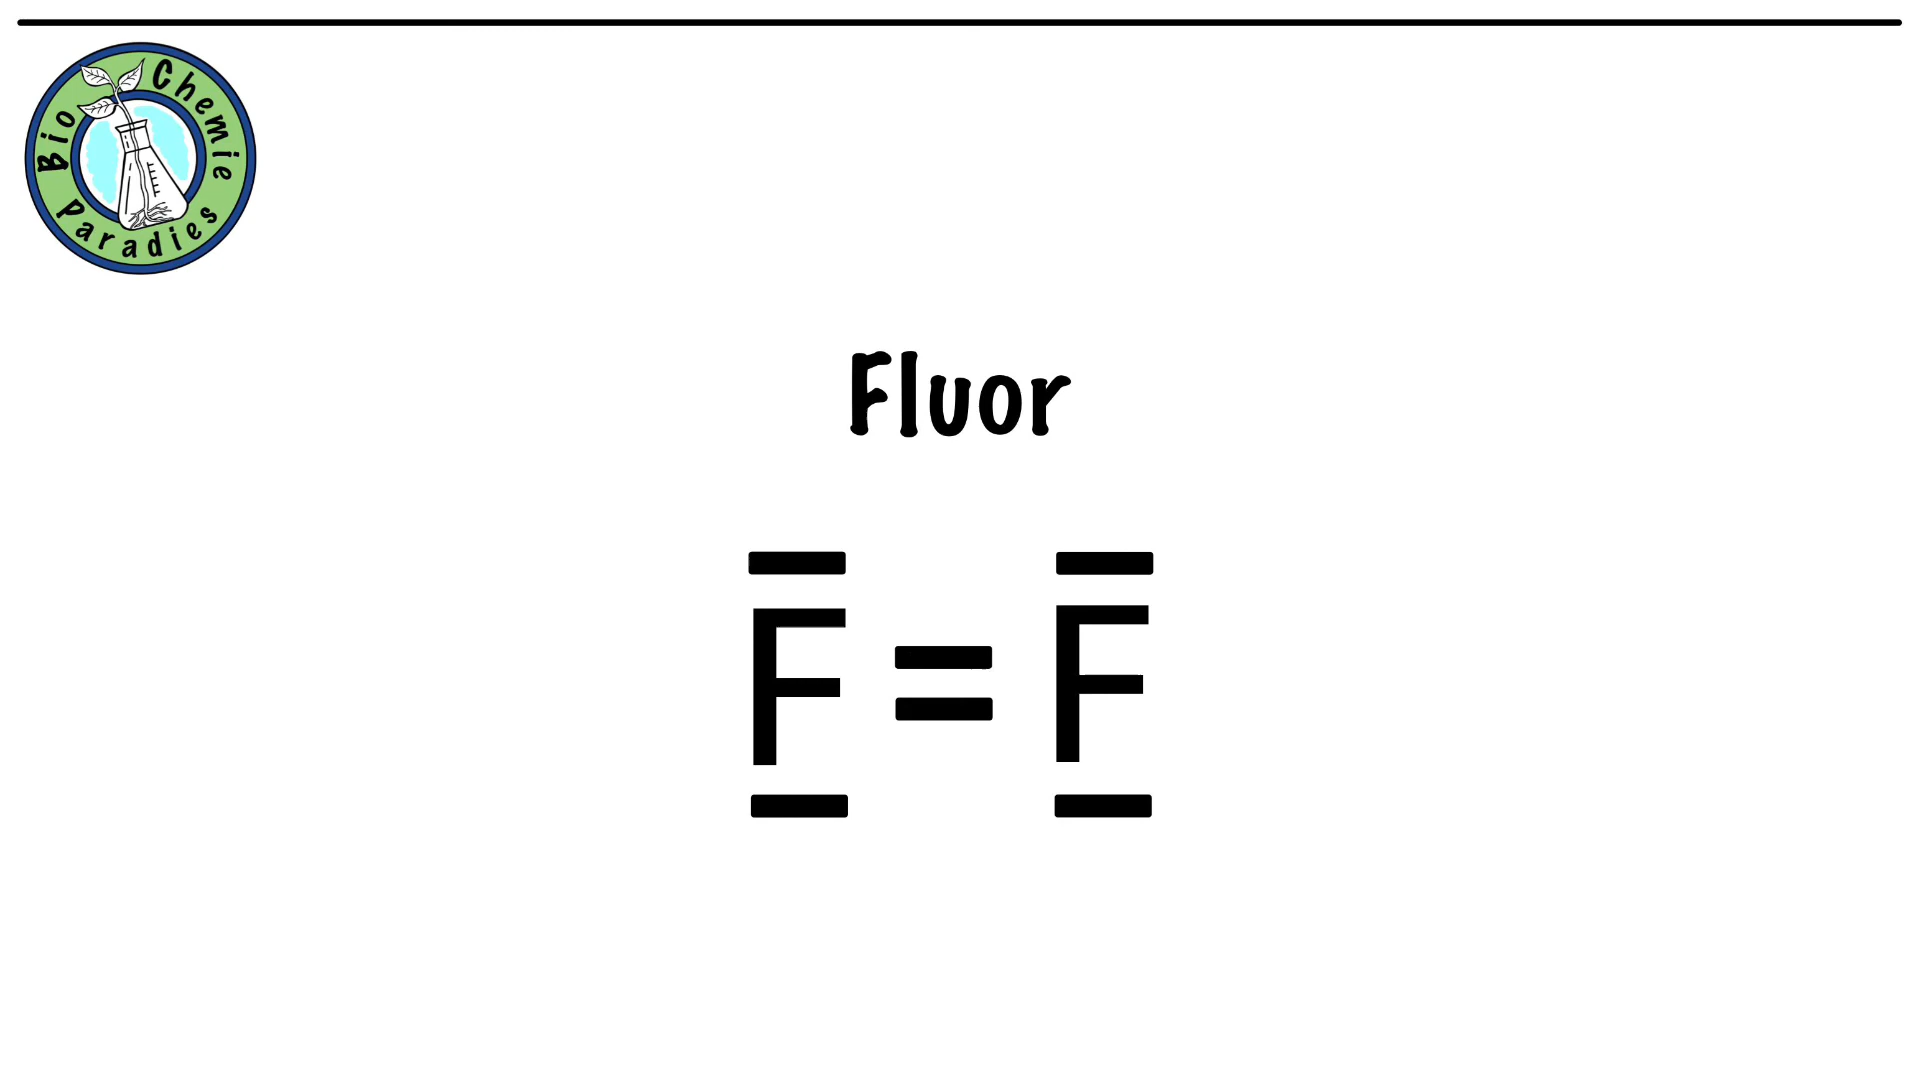 Bio Chemie
Paradies
Fluor
F = F